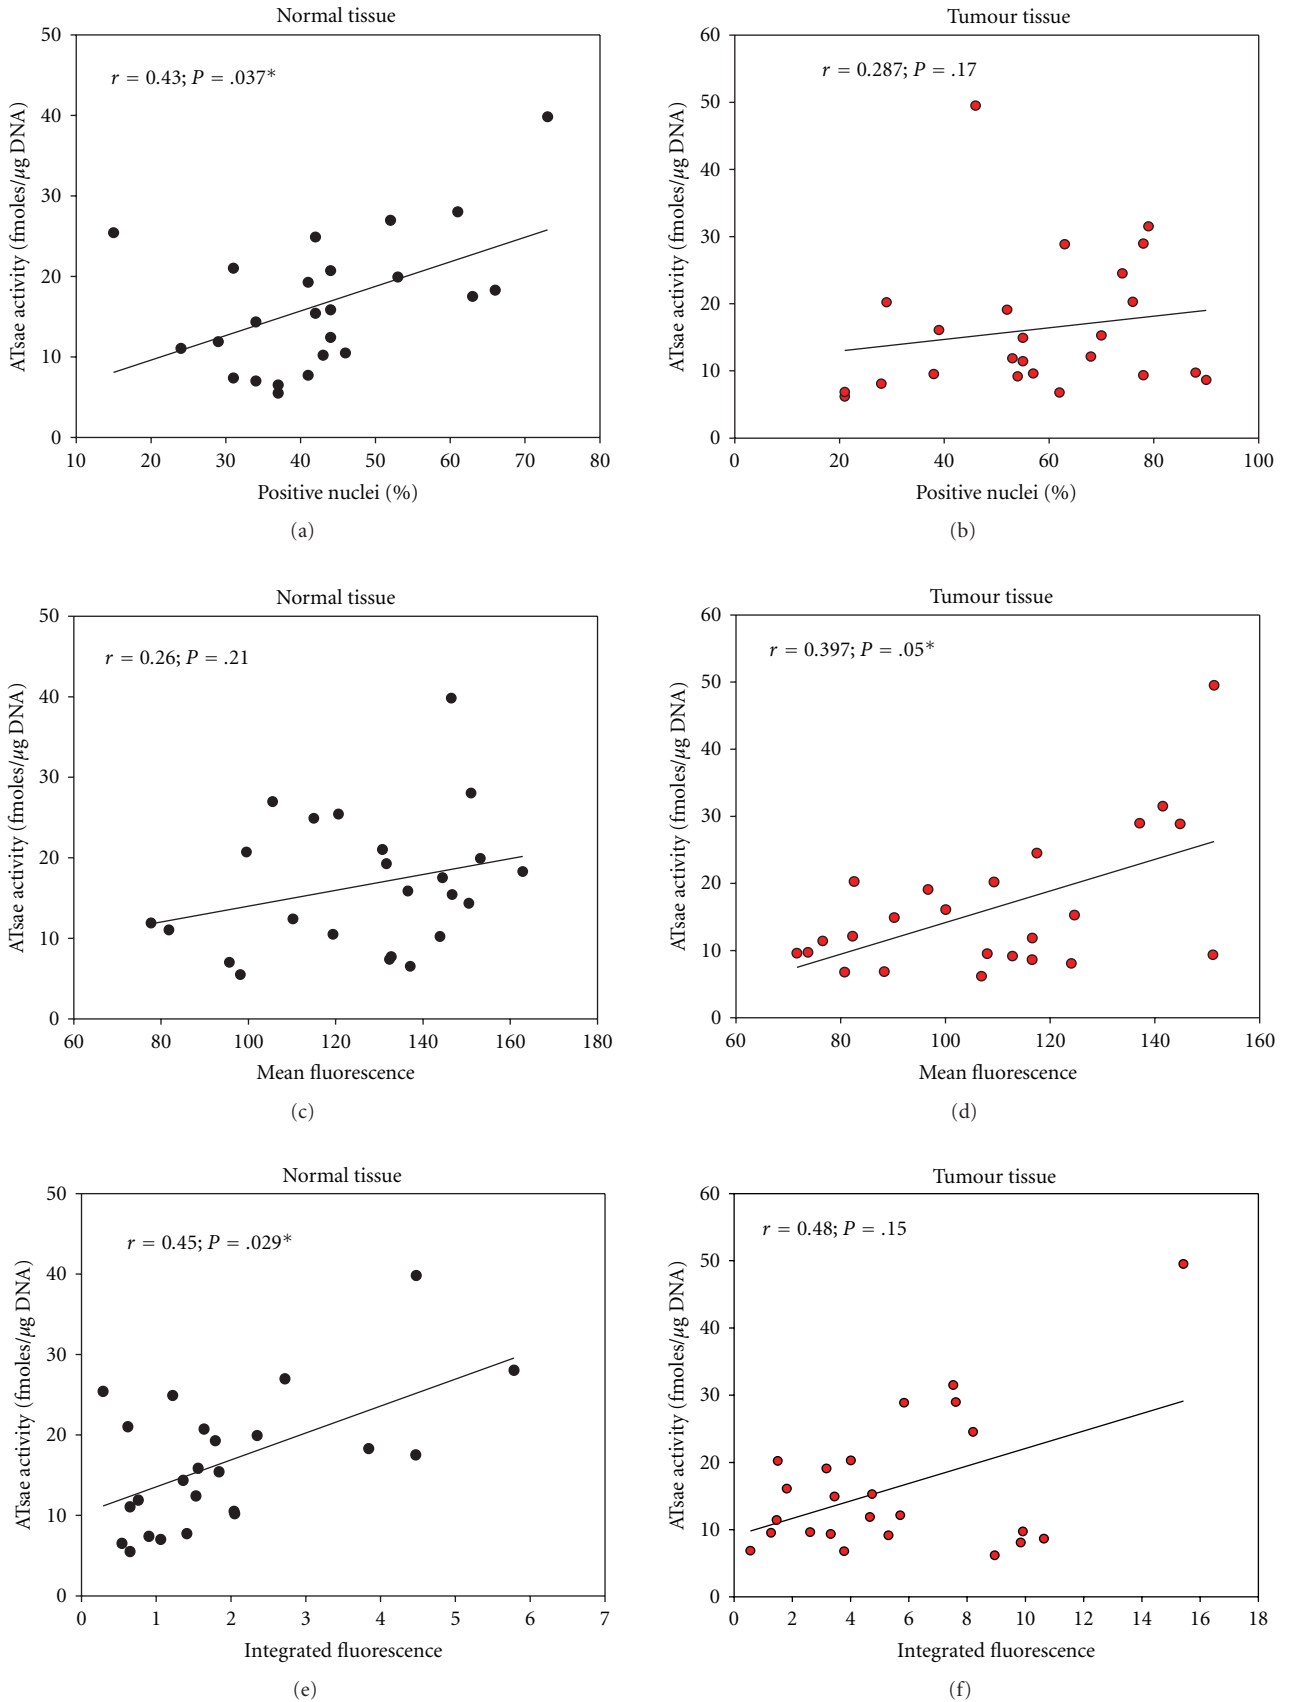 Normal tissue
r = 0.43; P = .037*
ATsae activity (fmoles/µg DNA)
50
40
30
20
10
0
10 20 30 40 50 60 70 80
Positive nuclei (%)
(a)
Tumour tissue
r = 0.287; P = .17
ATsae activity (fmoles/µg DNA)
60
50
40
30
20
10
0
0 20 40 60 80 100
Positive nuclei (%)
(b)
Normal tissue
r = 0.26; P = .21
ATsae activity (fmoles/µg DNA)
50
40
30
20
10
0
60 80 100 120 140 160 180
Mean fluorescence
(c)
Tumour tissue
r = 0.397; P = .05*
ATsae activity (fmoles/µg DNA)
60
50
40
30
20
10
0
60 80 100 120 140 160
Mean fluorescence
(d)
Normal tissue
r = 0.45; P = .029*
ATsae activity (fmoles/µg DNA)
50
40
30
20
10
0
0 1 2 3 4 5 6 7
Integrated fluorescence
(e)
Tumour tissue
r = 0.48; P = .15
ATsae activity (fmoles/µg DNA)
60
50
40
30
20
10
0
0 2 4 6 8 10 12 14 16 18
Integrated fluorescence
(f)